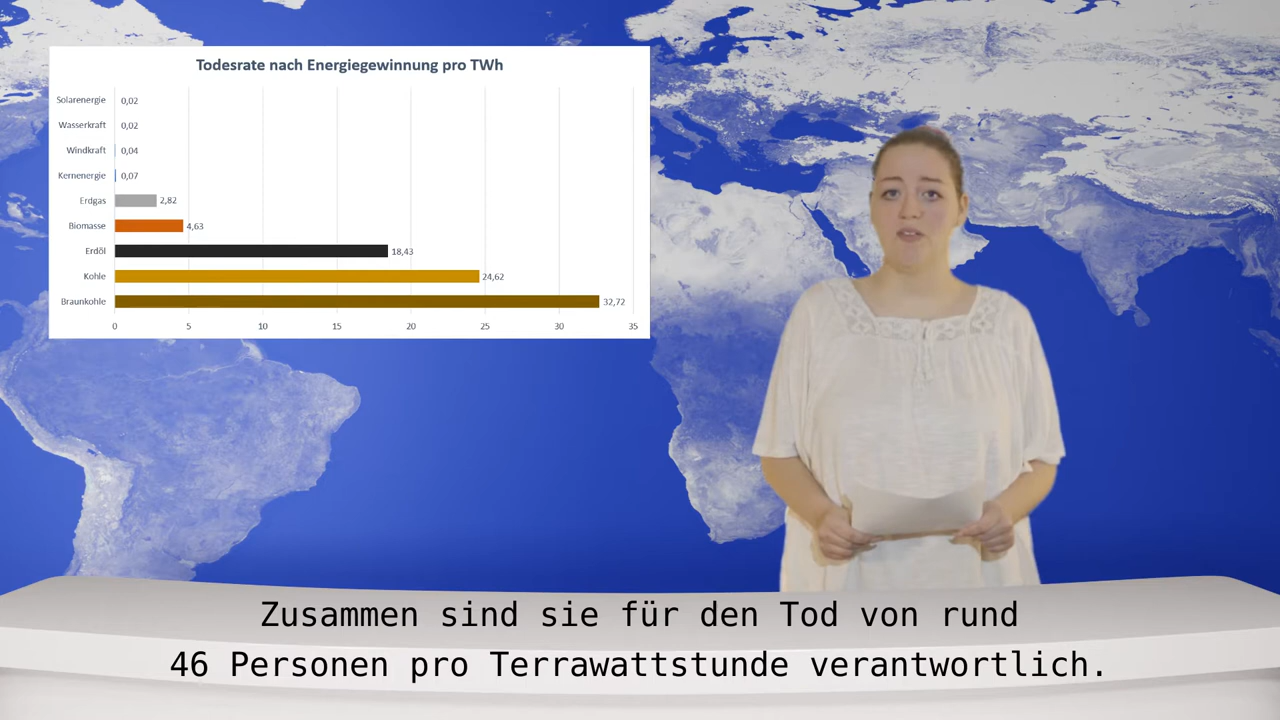 Todesrate nach Energiegewinnung pro TWh
Solarenergie 0,02
Wasserkraft 0,02
Windkraft 0,04
Kernenergie 0,07
Erdgas 2,82
Biomasse 4,63
Erdöl 18,43
Kohle 24,62
Braunkohle 32,72
0 5 10 15 20 25 30 35
Zusammen sind sie für den Tod von rund
46 Personen pro Terrawattstunde verantwortlich.